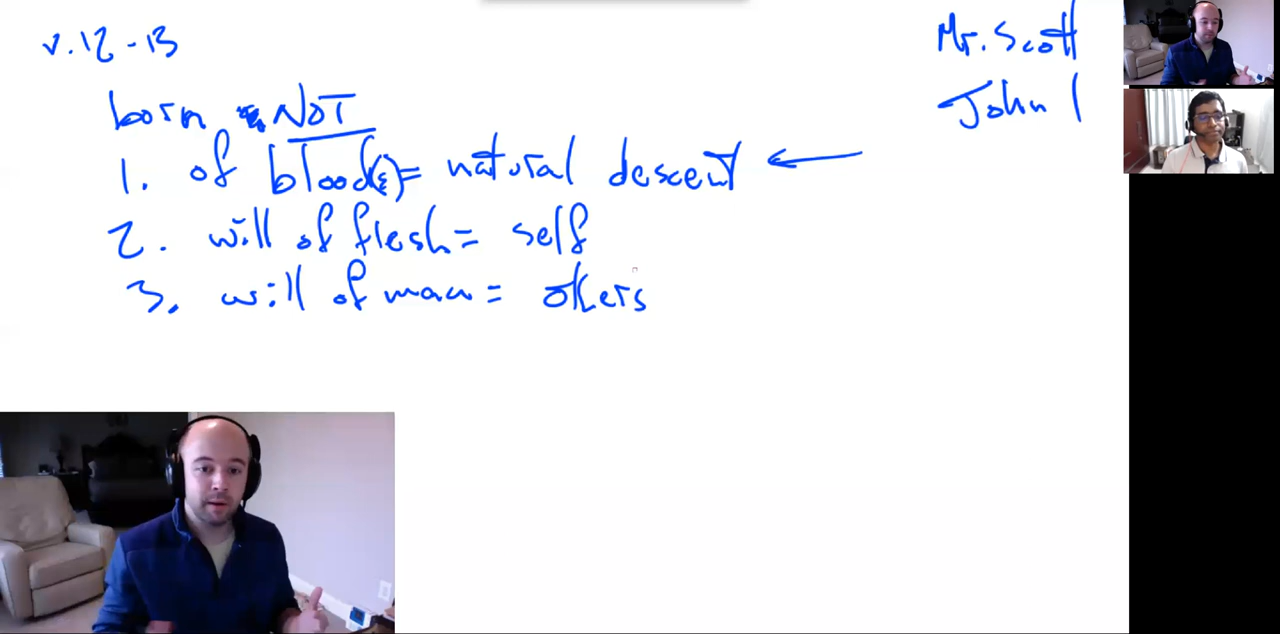 v. 12-13
born NOT
1. of blood(s) = natural descent ←
2. will of flesh = self
3. will of man = others
Mr. Scott
John 1